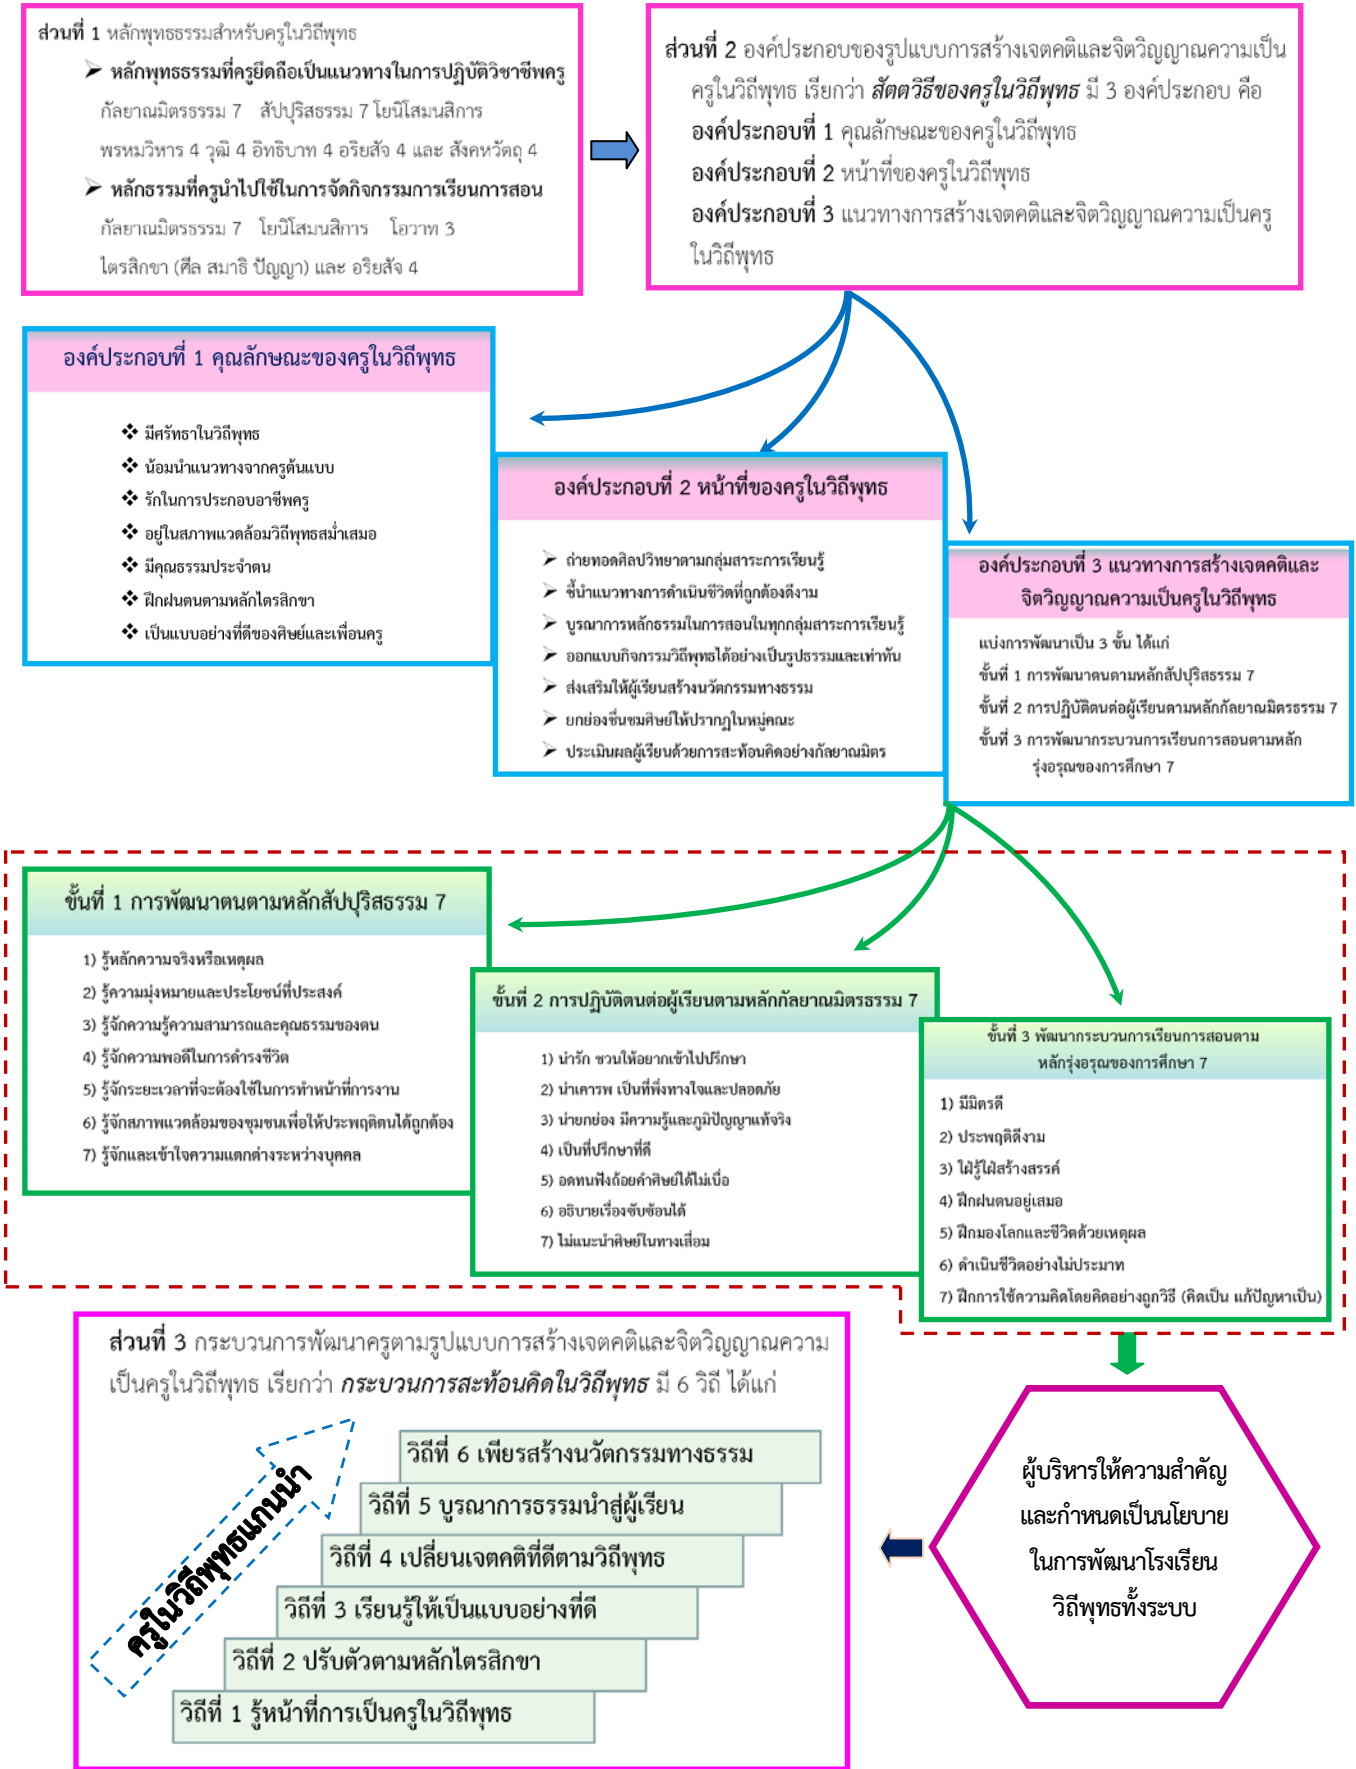 ส่วนที่ 1 หลักพุทธธรรมสำหรับครูในวิถีพุทธ
➢ หลักพุทธธรรมที่ครูยึดถือเป็นแนวทางในการปฏิบัติวิชาชีพครู
กัลยาณมิตรธรรม 7 สัปปุริสธรรม 7 โยนิโสมนสิการ
พรหมวิหาร 4 วุฒิ 4 อิทธิบาท 4 อริยสัจ 4 และ สังคหวัตถุ 4
➢ หลักธรรมที่ครูนำไปใช้ในการจัดกิจกรรมการเรียนการสอน
กัลยาณมิตรธรรม 7 โยนิโสมนสิการ โอวาท 3
ไตรสิกขา (ศีล สมาธิ ปัญญา) และ อริยสัจ 4
ส่วนที่ 2 องค์ประกอบของรูปแบบการสร้างเจตคติและจิตวิญญาณความเป็น
ครูในวิถีพุทธ เรียกว่า สัตตวิธีของครูในวิถีพุทธ มี 3 องค์ประกอบ คือ
องค์ประกอบที่ 1 คุณลักษณะของครูในวิถีพุทธ
องค์ประกอบที่ 2 หน้าที่ของครูในวิถีพุทธ
องค์ประกอบที่ 3 แนวทางการสร้างเจตคติและจิตวิญญาณความเป็นครู
ในวิถีพุทธ
องค์ประกอบที่ 1 คุณลักษณะของครูในวิถีพุทธ
❖ มีศรัทธาในวิถีพุทธ
❖ น้อมนำแนวทางจากครูต้นแบบ
❖ รักในการประกอบอาชีพครู
❖ อยู่ในสภาพแวดล้อมวิถีพุทธสม่ำเสมอ
❖ มีคุณธรรมประจำตน
❖ ฝึกฝนตนตามหลักไตรสิกขา
❖ เป็นแบบอย่างที่ดีของศิษย์และเพื่อนครู
องค์ประกอบที่ 2 หน้าที่ของครูในวิถีพุทธ
➢ ถ่ายทอดศิลปวิทยาตามกลุ่มสาระการเรียนรู้
➢ ชี้นำแนวทางการดำเนินชีวิตที่ถูกต้องดีงาม
➢ บูรณาการหลักธรรมในการสอนในทุกกลุ่มสาระการเรียนรู้
➢ ออกแบบกิจกรรมวิถีพุทธได้อย่างเป็นรูปธรรมและเท่าทัน
➢ ส่งเสริมให้ผู้เรียนสร้างนวัตกรรมทางธรรม
➢ ยกย่องชื่นชมศิษย์ให้ปรากฏในหมู่คณะ
➢ ประเมินผลผู้เรียนด้วยการสะท้อนคิดอย่างกัลยาณมิตร
องค์ประกอบที่ 3 แนวทางการสร้างเจตคติและ
จิตวิญญาณความเป็นครูในวิถีพุทธ
แบ่งการพัฒนาเป็น 3 ขั้น ได้แก่
ขั้นที่ 1 การพัฒนาตนตามหลักสัปปุริสธรรม 7
ขั้นที่ 2 การปฏิบัติตนต่อผู้เรียนตามหลักกัลยาณมิตรธรรม 7
ขั้นที่ 3 การพัฒนากระบวนการเรียนการสอนตามหลัก
รุ่งอรุณของการศึกษา 7
ขั้นที่ 1 การพัฒนาตนตามหลักสัปปุริสธรรม 7
1) รู้หลักความจริงหรือเหตุผล
2) รู้ความมุ่งหมายและประโยชน์ที่ประสงค์
3) รู้จักความรู้ความสามารถและคุณธรรมของตน
4) รู้จักความพอดีในการดำรงชีวิต
5) รู้จักระยะเวลาที่จะต้องใช้ในการทำหน้าที่การงาน
6) รู้จักสภาพแวดล้อมของชุมชนเพื่อให้ประพฤติตนได้ถูกต้อง
7) รู้จักและเข้าใจความแตกต่างระหว่างบุคคล
ขั้นที่ 2 การปฏิบัติตนต่อผู้เรียนตามหลักกัลยาณมิตรธรรม 7
1) น่ารัก ชวนให้อยากเข้าไปปรึกษา
2) น่าเคารพ เป็นที่พึ่งทางใจและปลอดภัย
3) น่ายกย่อง มีความรู้และภูมิปัญญาแท้จริง
4) เป็นที่ปรึกษาที่ดี
5) อดทนฟังถ้อยคำศิษย์ได้ไม่เบื่อ
6) อธิบายเรื่องซับซ้อนได้
7) ไม่แนะนำศิษย์ในทางเสื่อม
ขั้นที่ 3 พัฒนากระบวนการเรียนการสอนตาม
หลักรุ่งอรุณของการศึกษา 7
1) มีมิตรดี
2) ประพฤติดีงาม
3) ใฝ่รู้ใฝ่สร้างสรรค์
4) ฝึกฝนตนอยู่เสมอ
5) ฝึกมองโลกและชีวิตด้วยเหตุผล
6) ดำเนินชีวิตอย่างไม่ประมาท
7) ฝึกการใช้ความคิดโดยคิดอย่างถูกวิธี (คิดเป็น แก้ปัญหาเป็น)
ส่วนที่ 3 กระบวนการพัฒนาครูตามรูปแบบการสร้างเจตคติและจิตวิญญาณความ
เป็นครูในวิถีพุทธ เรียกว่า กระบวนการสะท้อนคิดในวิถีพุทธ มี 6 วิถี ได้แก่
ครูในวิถีพุทธแกนนำ
วิถีที่ 6 เพียรสร้างนวัตกรรมทางธรรม
วิถีที่ 5 บูรณาการธรรมนำสู่ผู้เรียน
วิถีที่ 4 เปลี่ยนเจตคติที่ดีตามวิถีพุทธ
วิถีที่ 3 เรียนรู้ให้เป็นแบบอย่างที่ดี
วิถีที่ 2 ปรับตัวตามหลักไตรสิกขา
วิถีที่ 1 รู้หน้าที่การเป็นครูในวิถีพุทธ
ผู้บริหารให้ความสำคัญ
และกำหนดเป็นนโยบาย
ในการพัฒนาโรงเรียน
วิถีพุทธทั้งระบบ